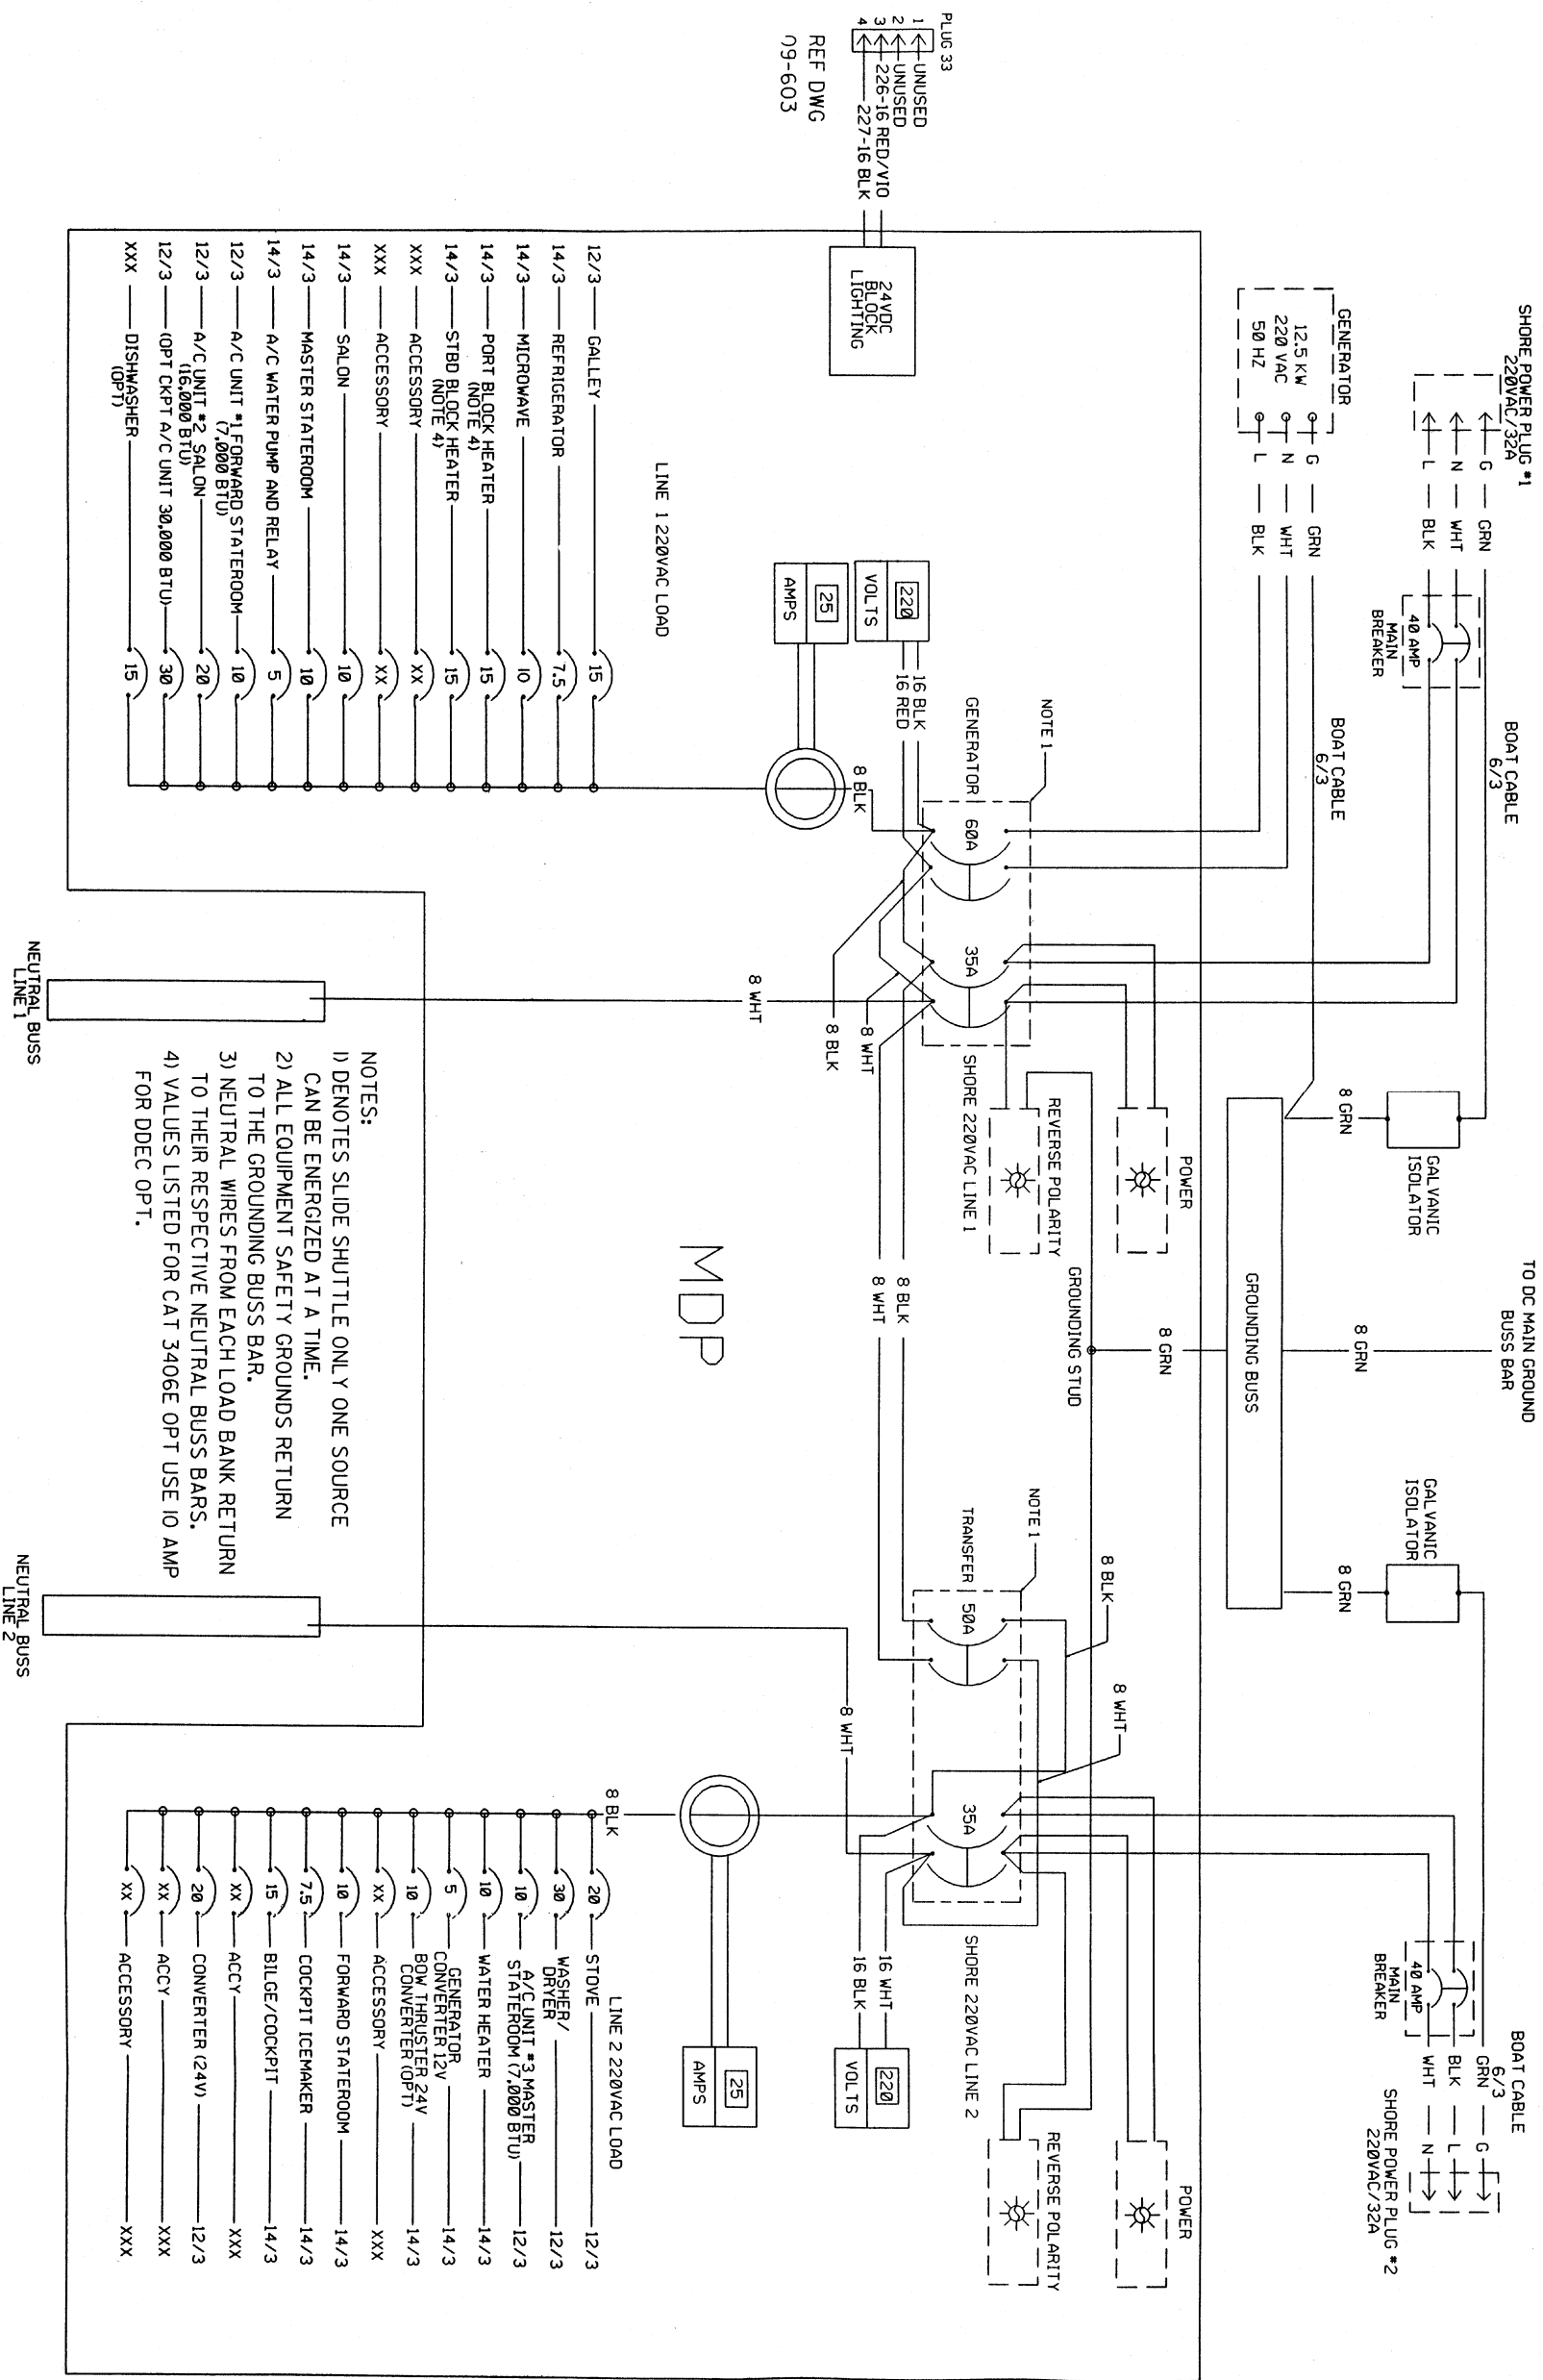 SHORE POWER PLUG #1
220VAC/32A
G — GRN
N — WHT
L — BLK
40 AMP
MAIN
BREAKER
BOAT CABLE
6/3
GALVANIC
ISOLATOR
8 GRN
TO DC MAIN GROUND
BUSS BAR
8 GRN
GALVANIC
ISOLATOR
8 GRN
40 AMP
MAIN
BREAKER
BOAT CABLE
6/3
GRN — G
BLK — L
WHT — N
SHORE POWER PLUG #2
220VAC/32A
GENERATOR
12.5 KW
220 VAC
50 HZ
G — GRN
N — WHT
L — BLK
BOAT CABLE
6/3
GROUNDING BUSS
8 GRN
GROUNDING STUD
PLUG 33
1 UNUSED
2 UNUSED
3 226-16 RED/VIO
4 227-16 BLK
REF DWG
09-603
24VDC
BLOCK
LIGHTING
220
VOLTS
16 BLK
16 RED
25
AMPS
8 BLK
NOTE 1
GENERATOR
60A
35A
SHORE 220VAC LINE 1
POWER
REVERSE POLARITY
8 WHT
8 BLK
8 WHT
8 BLK
8 WHT
NOTE 1
TRANSFER
50A
35A
SHORE 220VAC LINE 2
8 BLK
8 WHT
POWER
REVERSE POLARITY
8 WHT
16 WHT
16 BLK
220
VOLTS
25
AMPS
8 BLK
MDP
LINE 1 220VAC LOAD
12/3 GALLEY 15
14/3 REFRIGERATOR 7.5
14/3 MICROWAVE 10
14/3 PORT BLOCK HEATER 15
(NOTE 4)
14/3 STBD BLOCK HEATER 15
(NOTE 4)
XXX ACCESSORY XX
XXX ACCESSORY XX
14/3 SALON 10
14/3 MASTER STATEROOM 10
14/3 A/C WATER PUMP AND RELAY 5
12/3 A/C UNIT #1 FORWARD STATEROOM 10
(7,000 BTU)
12/3 A/C UNIT #2 SALON 20
(16,000 BTU)
12/3 (OPT CKPT A/C UNIT 30,000 BTU) 30
XXX DISHWASHER 15
(OPT)
NEUTRAL BUSS
LINE 1
NOTES:
1) DENOTES SLIDE SHUTTLE ONLY ONE SOURCE
CAN BE ENERGIZED AT A TIME.
2) ALL EQUIPMENT SAFETY GROUNDS RETURN
TO THE GROUNDING BUSS BAR.
3) NEUTRAL WIRES FROM EACH LOAD BANK RETURN
TO THEIR RESPECTIVE NEUTRAL BUSS BARS.
4) VALUES LISTED FOR CAT 3406E OPT USE 10 AMP
FOR DDEC OPT.
NEUTRAL BUSS
LINE 2
LINE 2 220VAC LOAD
20 STOVE 12/3
30 WASHER/
DRYER 12/3
10 A/C UNIT #3 MASTER
STATEROOM (7,000 BTU) 12/3
10 WATER HEATER 14/3
5 GENERATOR
CONVERTER 12V 14/3
10 BOW THRUSTER 24V
CONVERTER (OPT) 14/3
XX ACCESSORY XXX
10 FORWARD STATEROOM 14/3
7.5 COCKPIT ICEMAKER 14/3
15 BILGE/COCKPIT 14/3
XX ACCY XXX
20 CONVERTER (24V) 12/3
XX ACCY XXX
XX ACCESSORY XXX